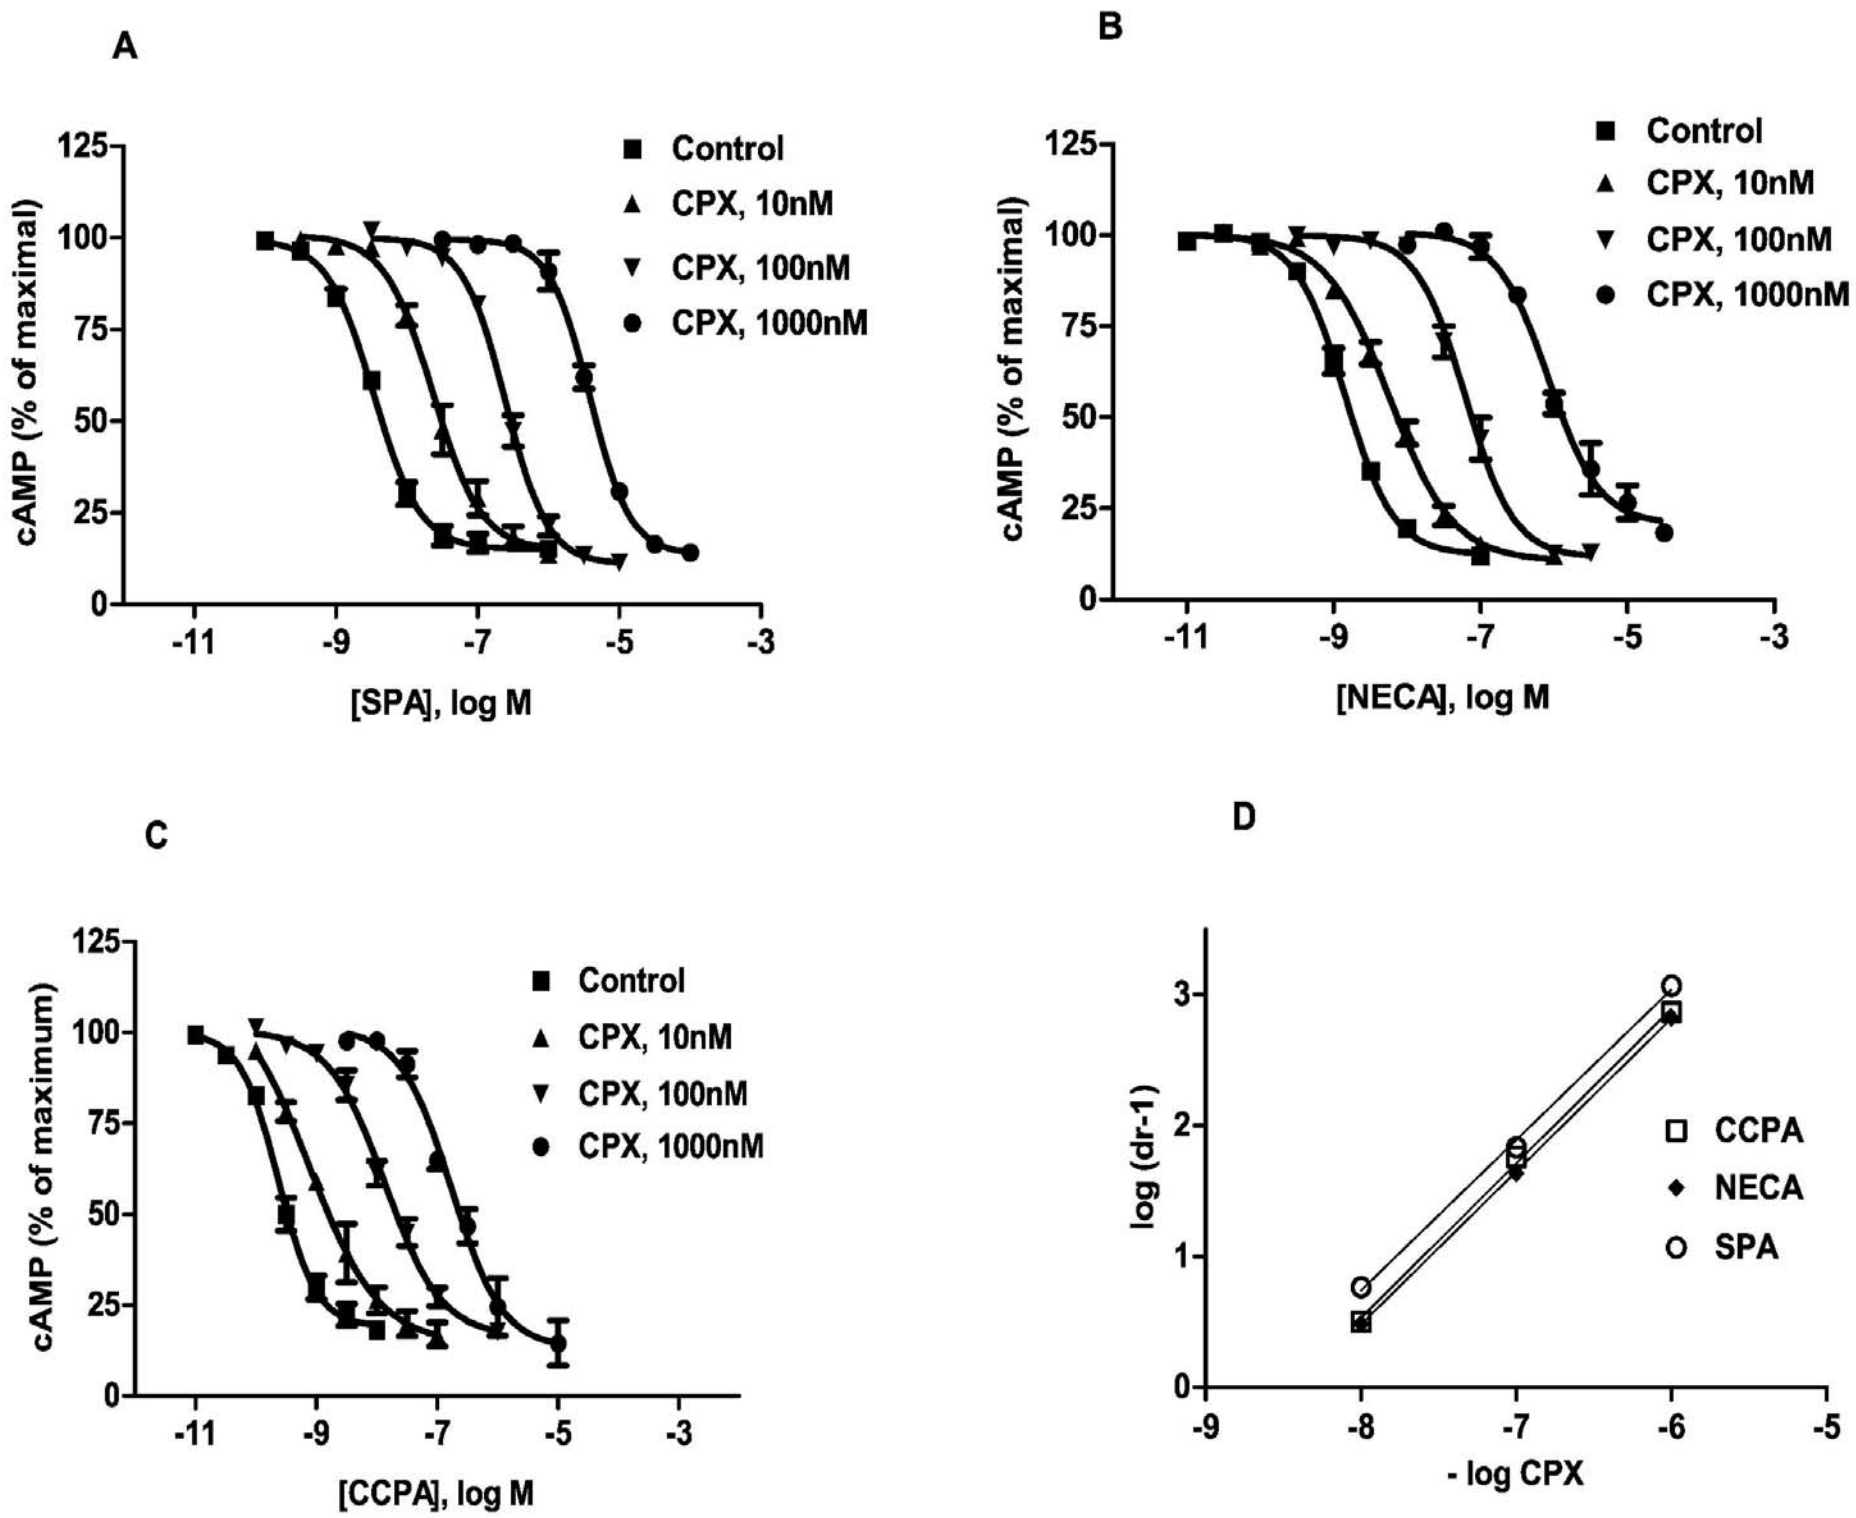 A
125
100
75
50
25
0
cAMP (% of maximal)
Control
CPX, 10nM
CPX, 100nM
CPX, 1000nM
-11 -9 -7 -5 -3
[SPA], log M
B
125
100
75
50
25
0
cAMP (% of maximal)
Control
CPX, 10nM
CPX, 100nM
CPX, 1000nM
-11 -9 -7 -5 -3
[NECA], log M
C
125
100
75
50
25
0
cAMP (% of maximum)
Control
CPX, 10nM
CPX, 100nM
CPX, 1000nM
-11 -9 -7 -5 -3
[CCPA], log M
D
3
2
1
0
log (dr-1)
CCPA
NECA
SPA
-9 -8 -7 -6 -5
- log CPX